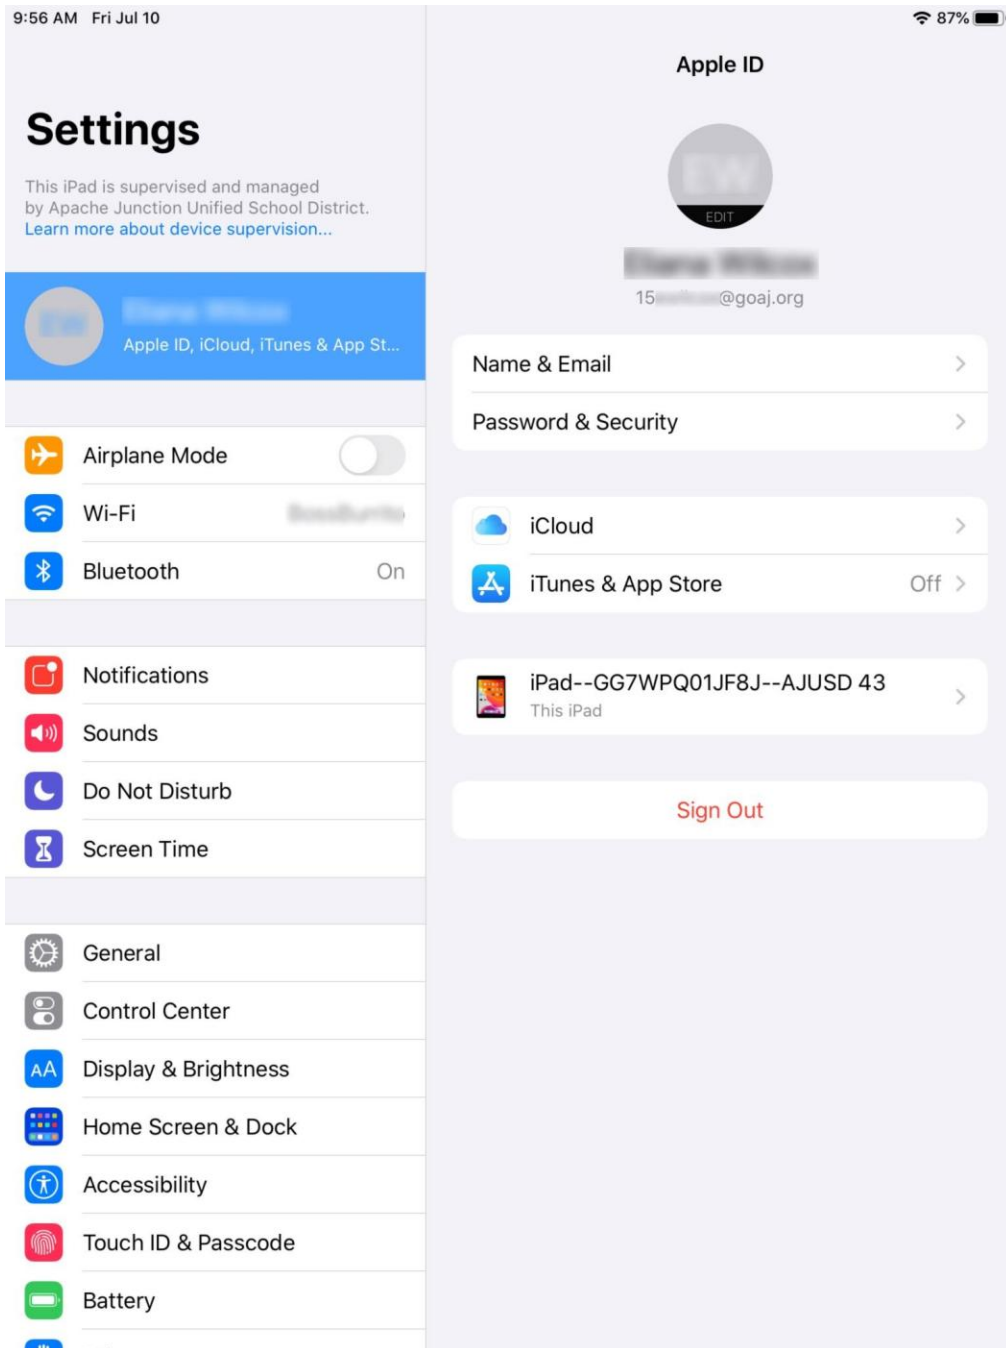 9:56 AM Fri Jul 10
87%
Settings
This iPad is supervised and managed
by Apache Junction Unified School District.
Learn more about device supervision...
Apple ID, iCloud, iTunes & App St...
Airplane Mode
Wi-Fi
Bluetooth On
Notifications
Sounds
Do Not Disturb
Screen Time
General
Control Center
AA Display & Brightness
Home Screen & Dock
Accessibility
Touch ID & Passcode
Battery
Apple ID
EDIT
15 @goaj.org
Name & Email
Password & Security
iCloud
iTunes & App Store Off
iPad--GG7WPQ01JF8J--AJUSD 43
This iPad
Sign Out